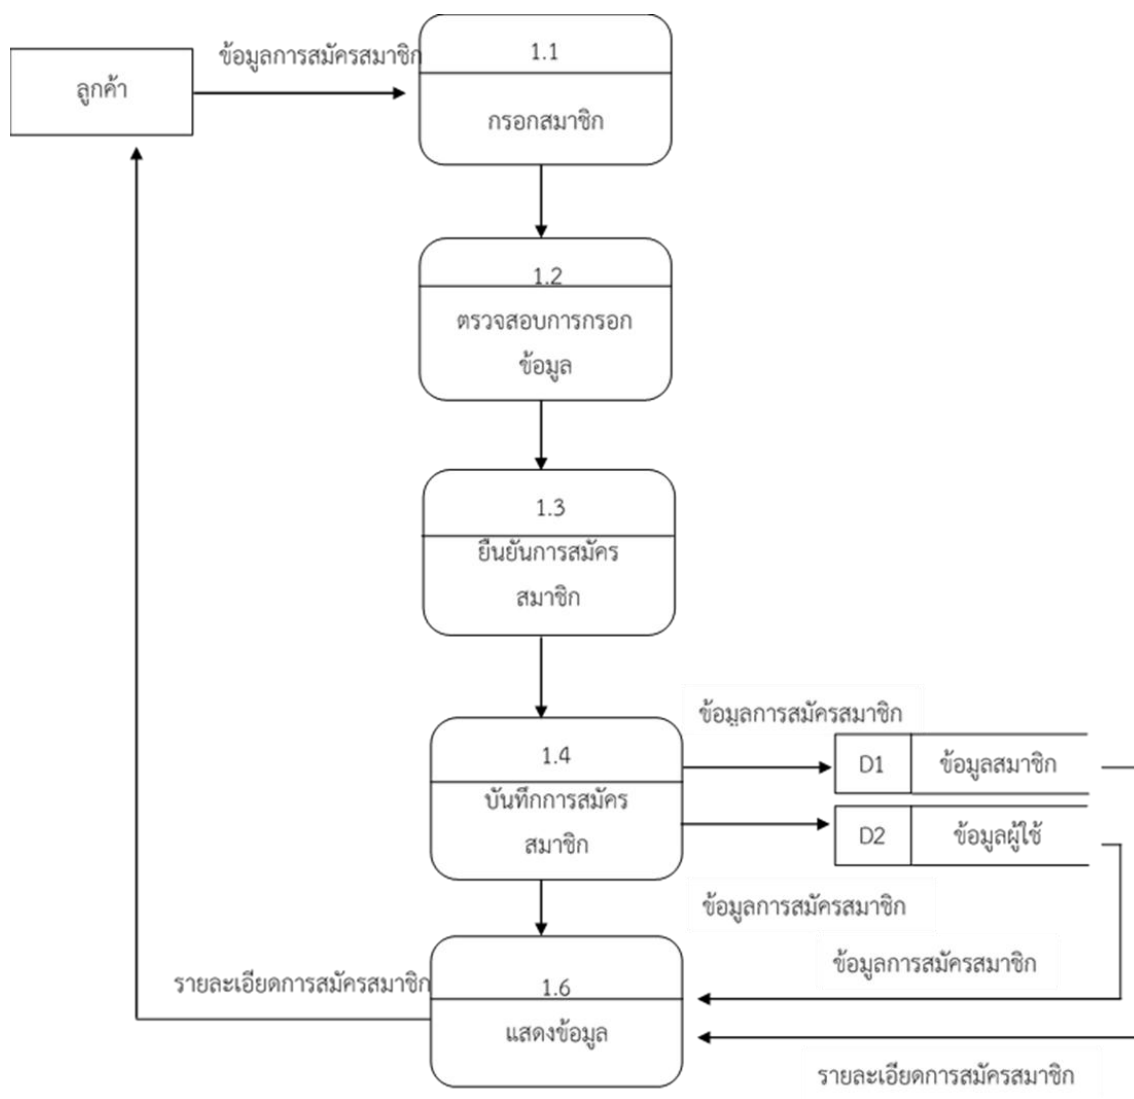 ข้อมูลการสมัครสมาชิก
1.1
ลูกค้า
กรอกสมาชิก
1.2
ตรวจสอบการกรอก
ข้อมูล
1.3
ยืนยันการสมัคร
สมาชิก
ข้อมูลการสมัครสมาชิก
1.4
D1
ข้อมูลสมาชิก
บันทึกการสมัคร
สมาชิก
D2
ข้อมูลผู้ใช้
ข้อมูลการสมัครสมาชิก
ข้อมูลการสมัครสมาชิก
รายละเอียดการสมัครสมาชิก
1.6
แสดงข้อมูล
รายละเอียดการสมัครสมาชิก